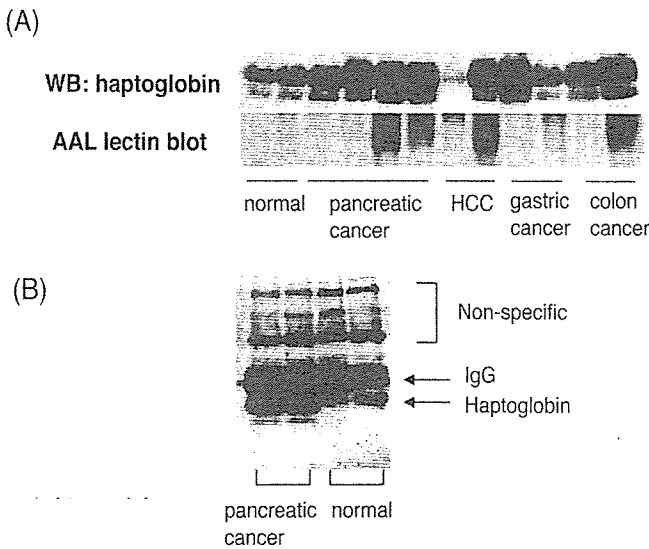 (A)
WB: haptoglobin
AAL lectin blot
normal pancreatic cancer HCC gastric cancer colon cancer
(B)
Non-specific
IgG
Haptoglobin
pancreatic cancer normal